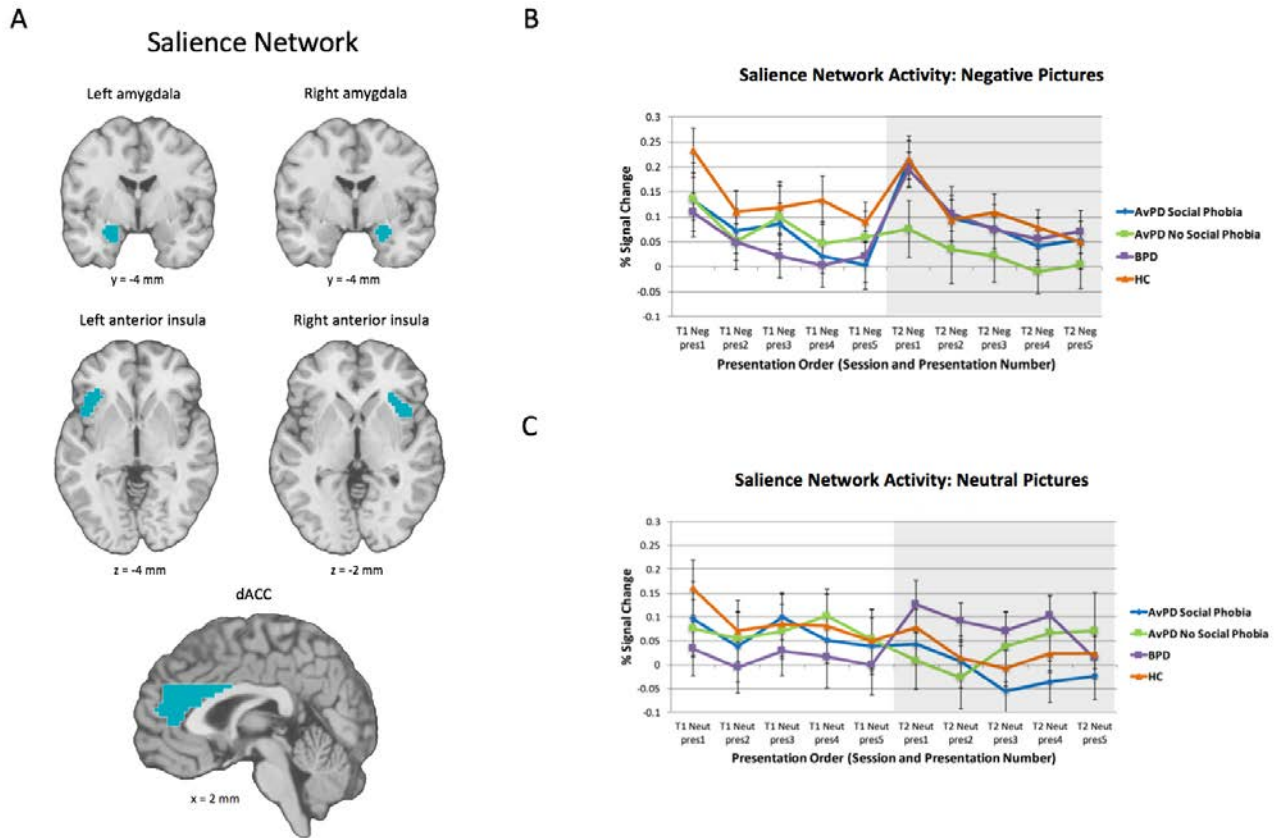 A
Salience Network
Left amygdala
Right amygdala
y = -4 mm
y = -4 mm
Left anterior insula
Right anterior insula
z = -4 mm
z = -2 mm
dACC
x = 2 mm
B
Salience Network Activity: Negative Pictures
% Signal Change
0.3
0.25
0.2
0.15
0.1
0.05
0
-0.05
-0.1
T1 Neg pres1
T1 Neg pres2
T1 Neg pres3
T1 Neg pres4
T1 Neg pres5
T2 Neg pres1
T2 Neg pres2
T2 Neg pres3
T2 Neg pres4
T2 Neg pres5
Presentation Order (Session and Presentation Number)
AvPD Social Phobia
AvPD No Social Phobia
BPD
HC
C
Salience Network Activity: Neutral Pictures
% Signal Change
0.3
0.25
0.2
0.15
0.1
0.05
0
-0.05
-0.1
T1 Neut pres1
T1 Neut pres2
T1 Neut pres3
T1 Neut pres4
T1 Neut pres5
T2 Neut pres1
T2 Neut pres2
T2 Neut pres3
T2 Neut pres4
T2 Neut pres5
Presentation Order (Session and Presentation Number)
AvPD Social Phobia
AvPD No Social Phobia
BPD
HC